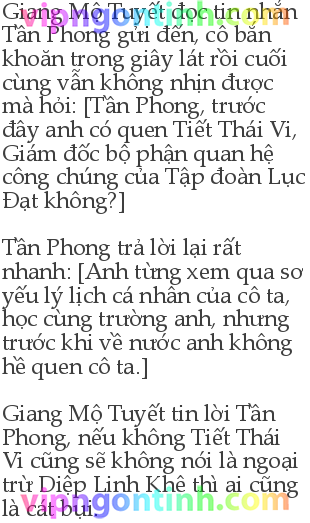 Giang Mộ Tuyết đọc tin nhắn
vipngontinh.com
Tần Phong gửi đến, cô băn
khoăn trong giây lát rồi cuối
cùng vẫn không nhịn được
mà hỏi: [Tần Phong, trước
đây anh có quen Tiết Thái Vi,
Giám đốc bộ phận quan hệ
công chúng của Tập đoàn Lục
Đạt không?]
Tần Phong trả lời lại rất
nhanh: [Anh từng xem qua sơ
yếu lý lịch cá nhân của cô ta,
học cùng trường anh, nhưng
trước khi về nước anh không
hề quen cô ta.]
Giang Mộ Tuyết tin lời Tần
Phong, nếu không Tiết Thái
Vi cũng sẽ không nói là ngoại
trừ Diệp Linh Khê thì ai cũng
vipngontinh.com
là cát bụi.